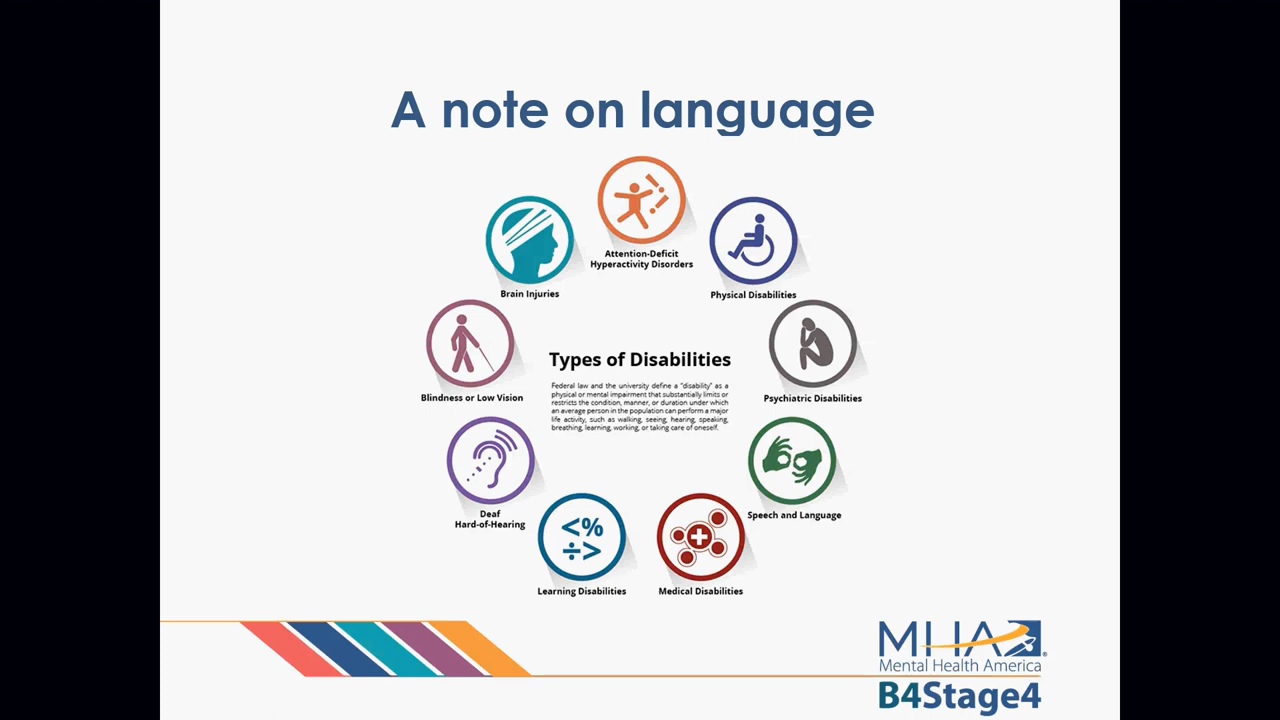 A note on language
Attention-Deficit
Hyperactivity Disorders
Brain Injuries
Physical Disabilities
Blindness or Low Vision
Types of Disabilities
Federal law and the university define a "disability" as a
physical or mental impairment that substantially limits or
restricts the condition, manner, or duration under which
an average person in the population can perform a major
life activity, such as walking, seeing, hearing, speaking,
breathing, learning, working, or taking care of oneself.
Psychiatric Disabilities
Deaf
Hard-of-Hearing
Speech and Language
<%
÷>
Learning Disabilities
Medical Disabilities
MHA®
Mental Health America
B4Stage4